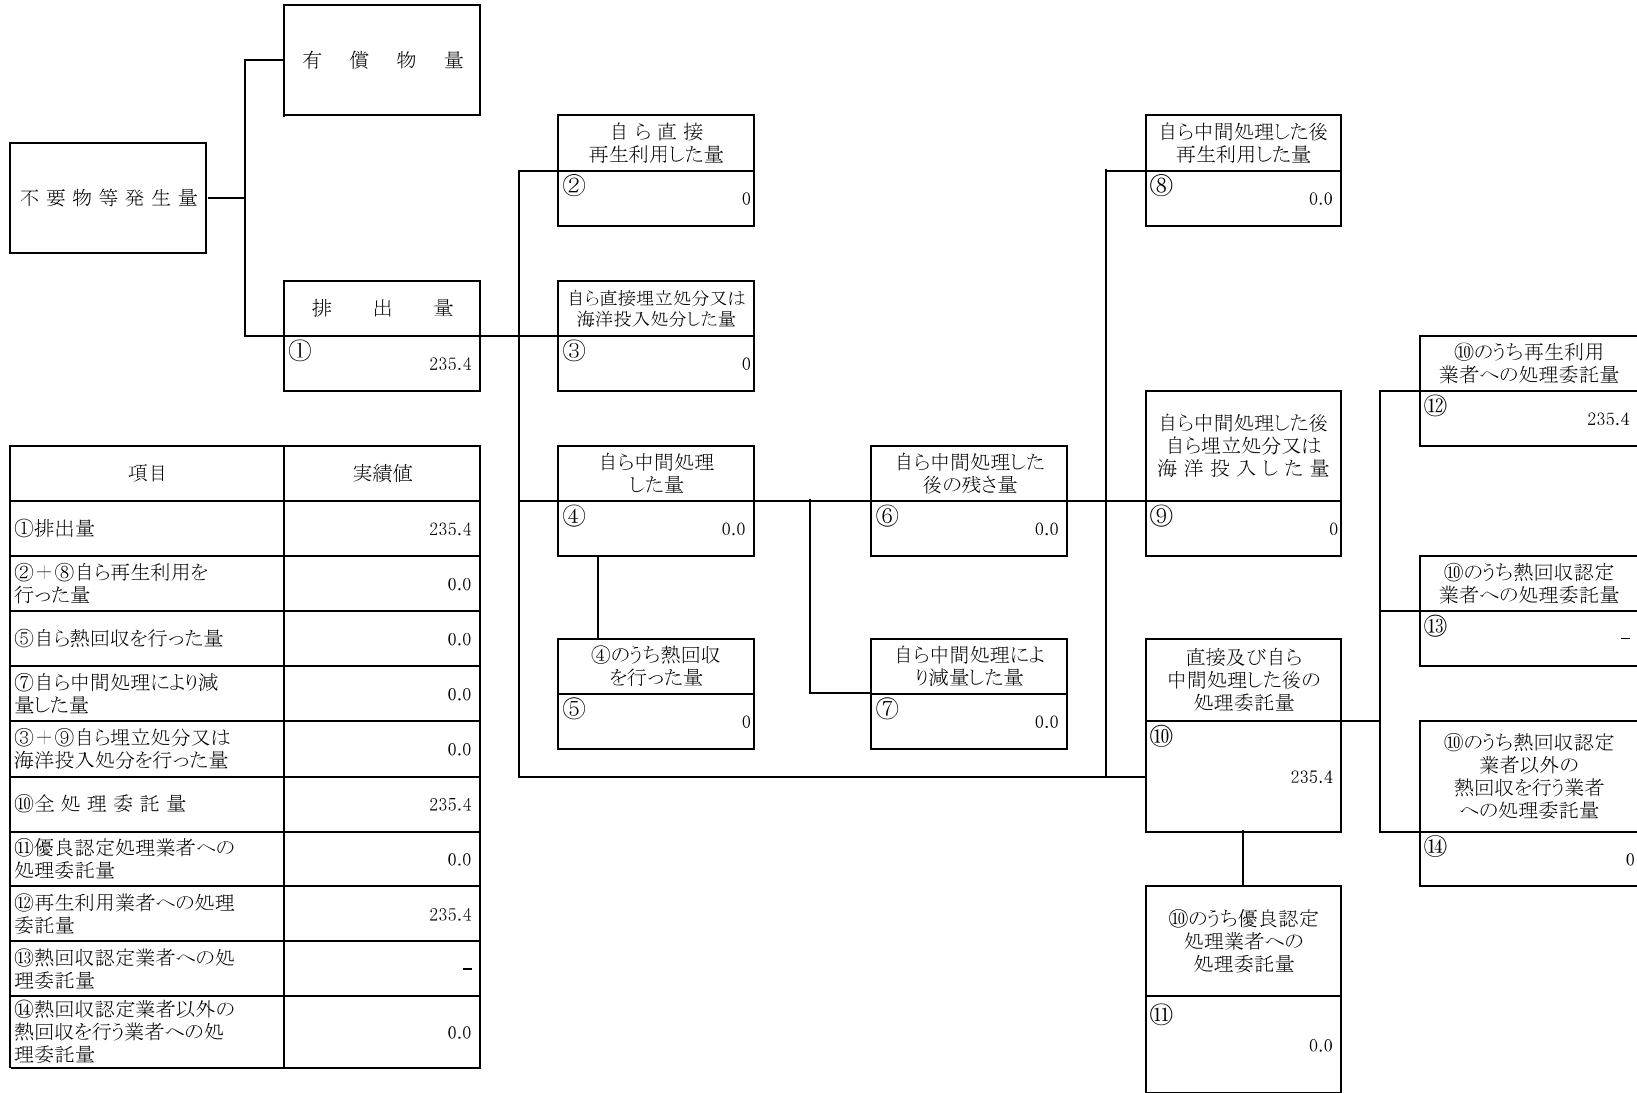 有償物量
不要物等発生量
排出量
① 235.4
自ら直接
再生利用した量
② 0
自ら直接埋立処分又は
海洋投入処分した量
③ 0
自ら中間処理
した量
④ 0.0
④のうち熱回収
を行った量
⑤ 0
自ら中間処理した
後の残さ量
⑥ 0.0
自ら中間処理によ
り減量した量
⑦ 0.0
自ら中間処理した後
再生利用した量
⑧ 0.0
自ら中間処理した後
自ら埋立処分又は
海洋投入した量
⑨ 0
直接及び自ら
中間処理した後の
処理委託量
⑩
235.4
⑩のうち優良認定
処理業者への
処理委託量
⑪
0.0
⑩のうち再生利用
業者への処理委託量
⑫ 235.4
⑩のうち熱回収認定
業者への処理委託量
⑬ −
⑩のうち熱回収認定
業者以外の
熱回収を行う業者
への処理委託量
⑭ 0
項目 実績値
①排出量 235.4
②＋⑧自ら再生利用を
行った量 0.0
⑤自ら熱回収を行った量 0.0
⑦自ら中間処理により減
量した量 0.0
③＋⑨自ら埋立処分又は
海洋投入処分を行った量 0.0
⑩全処理委託量 235.4
⑪優良認定処理業者への
処理委託量 0.0
⑫再生利用業者への処理
委託量 235.4
⑬熱回収認定業者への処
理委託量 −
⑭熱回収認定業者以外の
熱回収を行う業者への処
理委託量 0.0